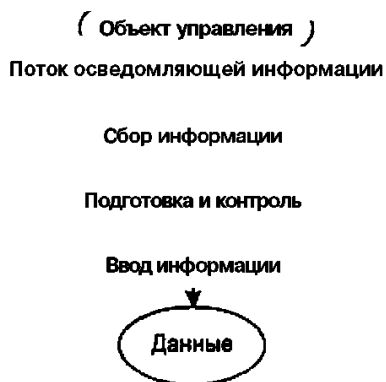 ( Объект управления )
Поток осведомляющей информации
Сбор информации
Подготовка и контроль
Ввод информации
Данные